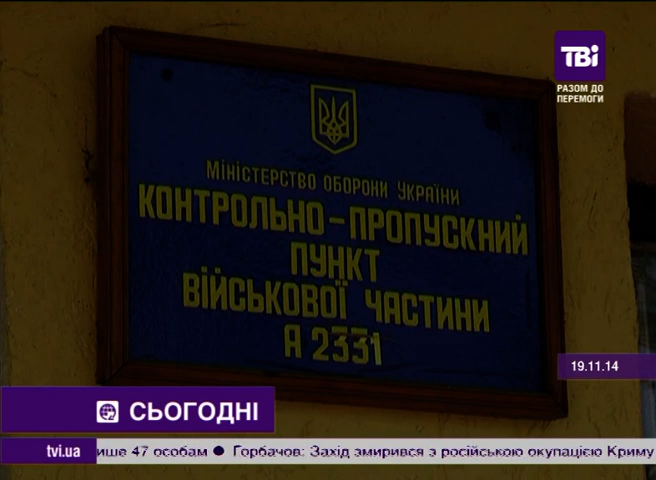 ТВі
РАЗОМ ДО
ПЕРЕМОГИ
МІНІСТЕРСТВО ОБОРОНИ УКРАЇНИ
КОНТРОЛЬНО-ПРОПУСКНИЙ
ПУНКТ
ВІЙСЬКОВОЇ ЧАСТИНИ
А 2331
19.11.14
СЬОГОДНІ
tvi.ua ише 47 особам ● Горбачов: Захід змирився з російською окупацією Криму